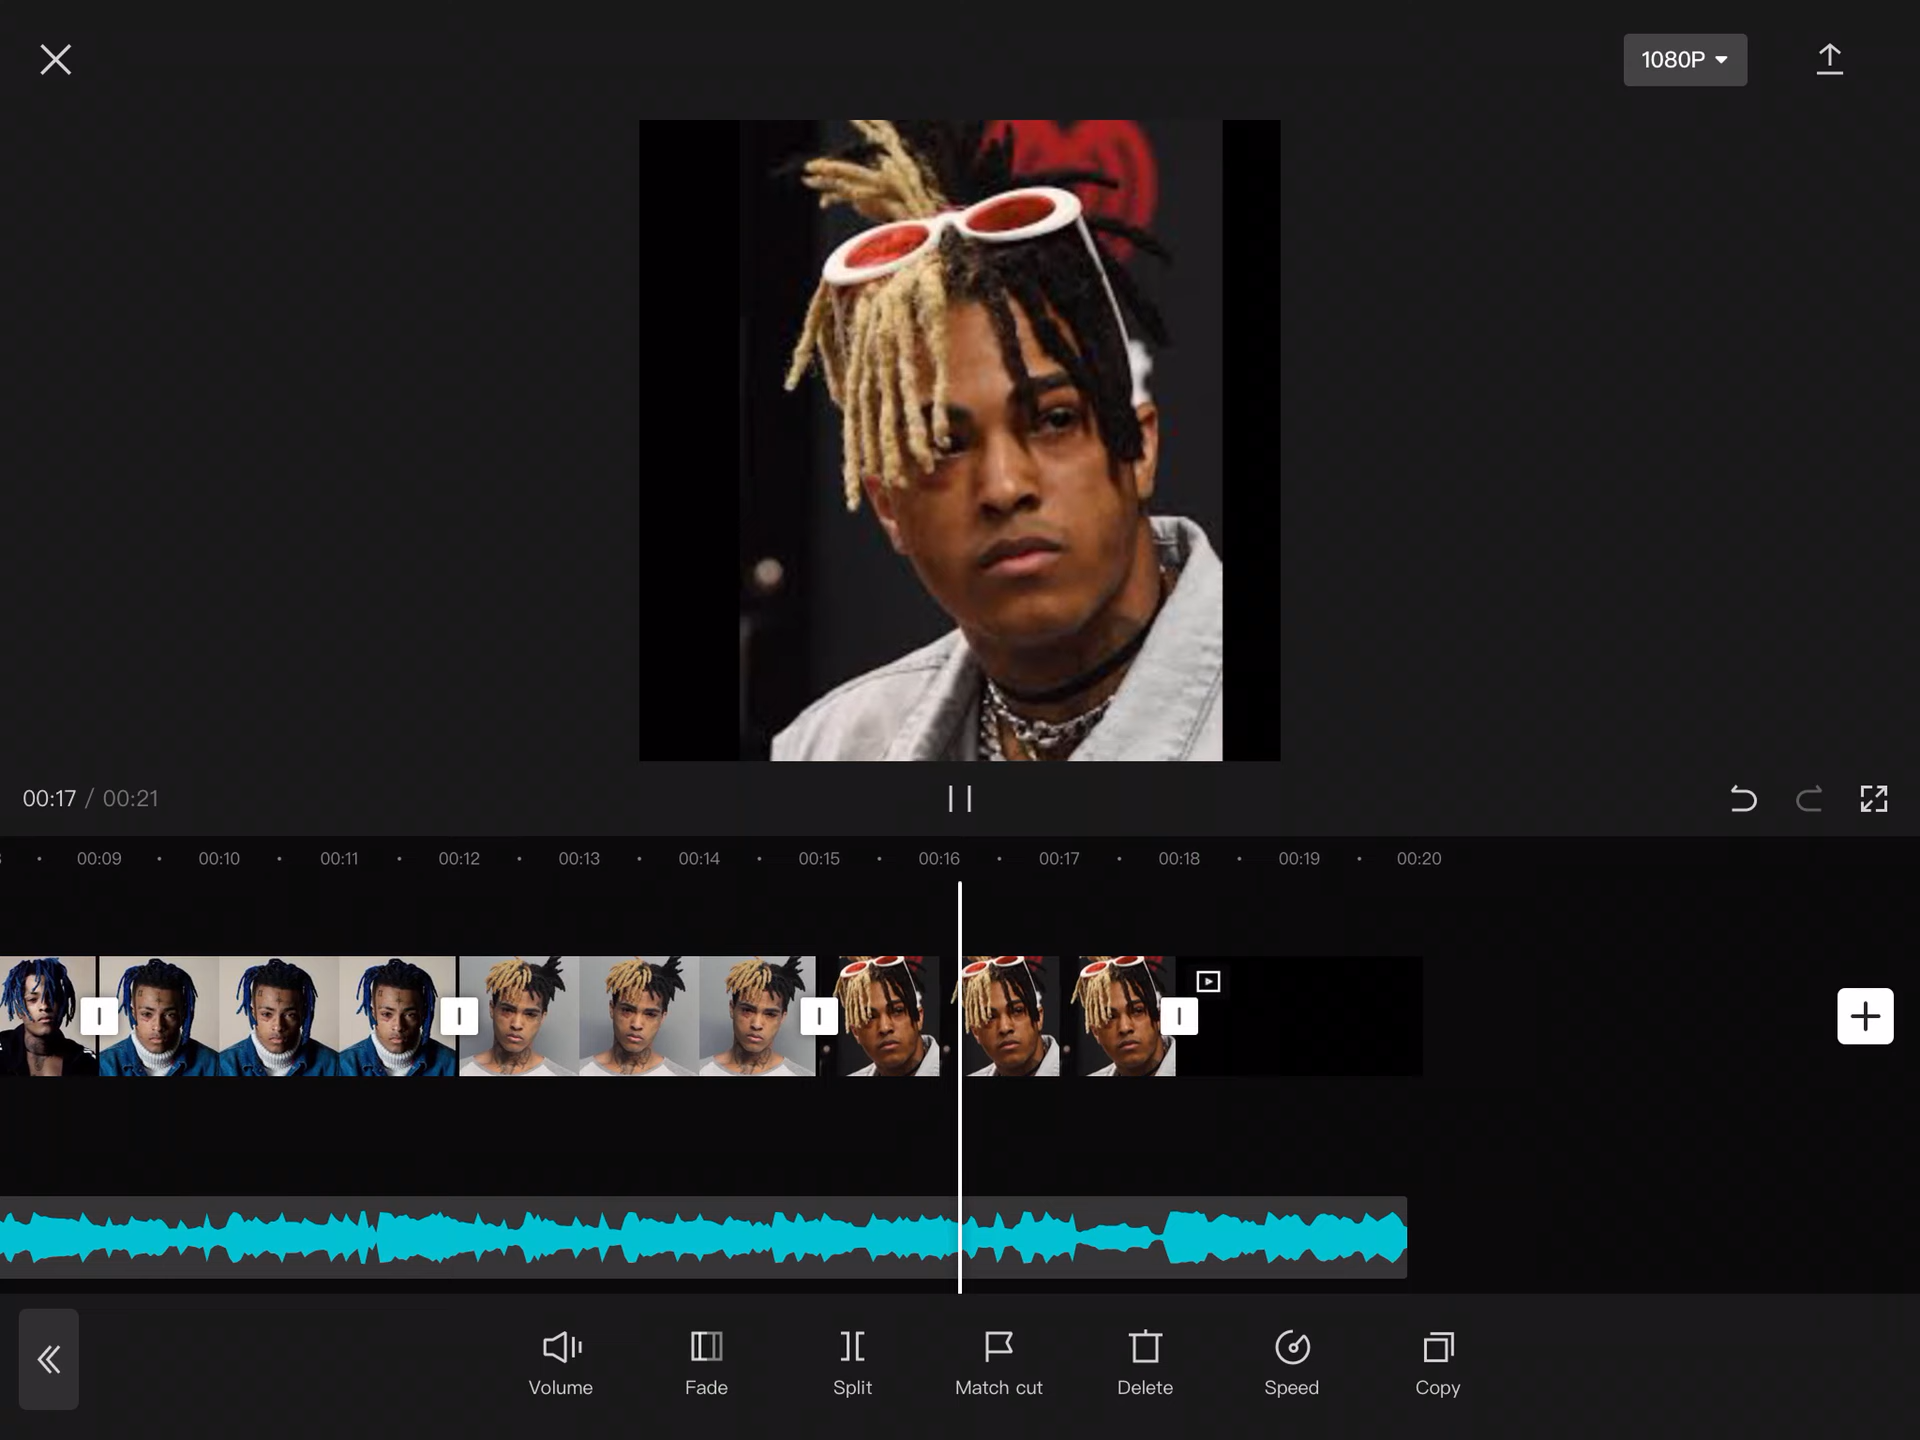 1080P
00:17 / 00:21
00:09 00:10 00:11 00:12 00:13 00:14 00:15 00:16 00:17 00:18 00:19 00:20
Volume Fade Split Match cut Delete Speed Copy